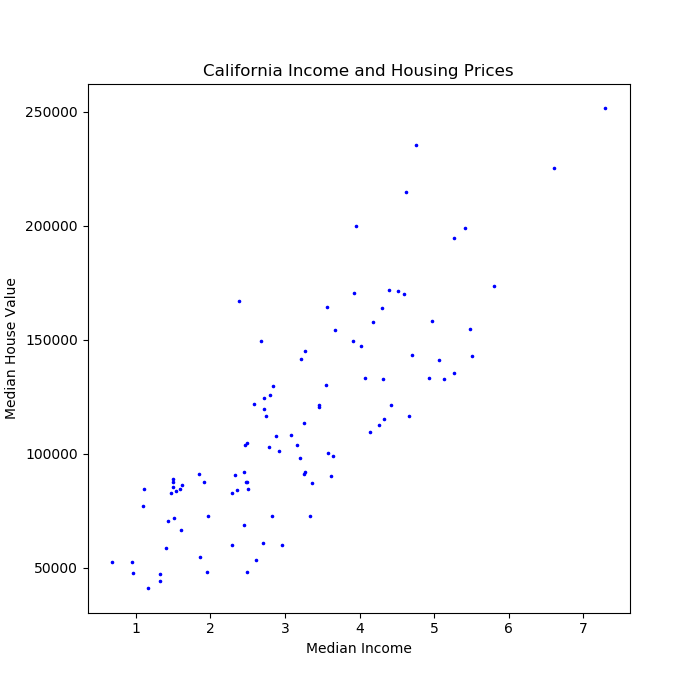 California Income and Housing Prices
250000
200000
150000
100000
50000
Median House Value
1 2 3 4 5 6 7
Median Income